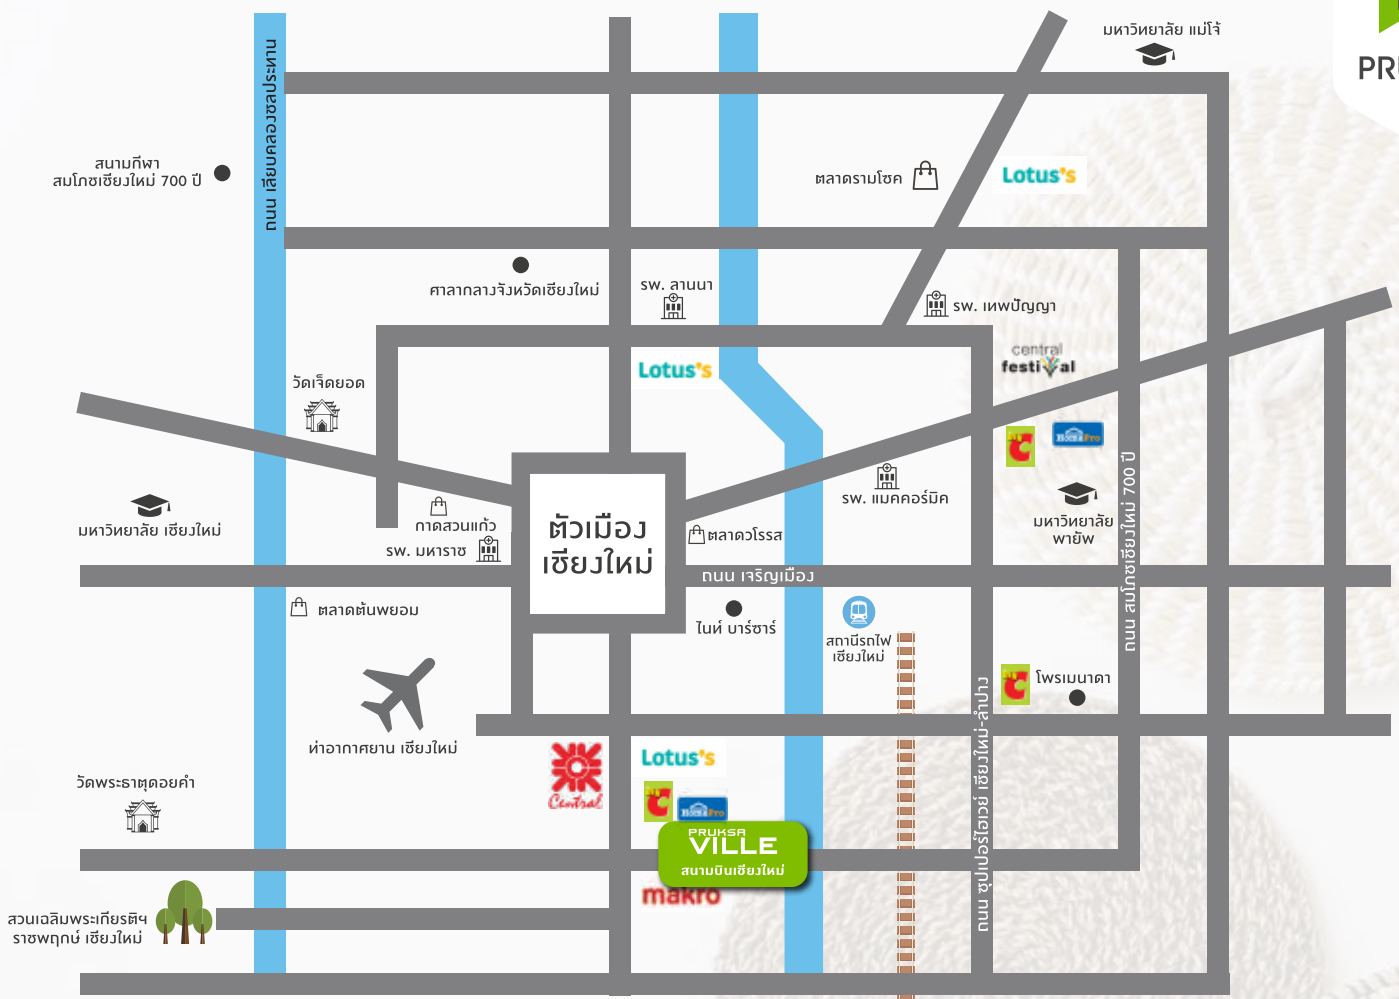 มหาวิทยาลัย แม่โจ้
PRU
ถนน เลียบคลองชลประทาน
สนามกีฬา
สมโภชเชียงใหม่ 700 ปี
ตลาดรวมโชค
Lotus's
ศาลากลางจังหวัดเชียงใหม่
รพ. ลานนา
รพ. เทพปัญญา
central
festival
Lotus's
วัดเจ็ดยอด
HomePro
รพ. แมคคอร์มิค
มหาวิทยาลัย เชียงใหม่
กาดสวนแก้ว
รพ. มหาราช
ตัวเมือง
เชียงใหม่
ตลาดวโรรส
มหาวิทยาลัย
พายัพ
ถนน สมโภชเชียงใหม่ 700 ปี
ถนน เจริญเมือง
ตลาดต้นพยอม
ไนท์ บาร์ซาร์
สถานีรถไฟ
เชียงใหม่
โพรเมนาดา
ท่าอากาศยาน เชียงใหม่
Central
Lotus's
HomePro
ถนน ซุปเปอร์ไฮเวย์ เชียงใหม่-ลำปาง
วัดพระธาตุดอยคำ
PRUKSA
VILLE
สนามบินเชียงใหม่
makro
สวนเฉลิมพระเกียรติฯ
ราชพฤกษ์ เชียงใหม่